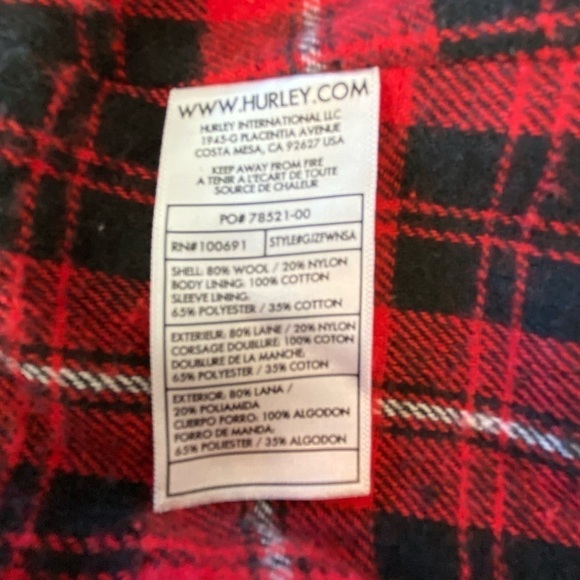 WWW.HURLEY.COM
HURLEY INTERNATIONAL LLC
1945-G PLACENTIA AVENUE
COSTA MESA, CA 92627 USA
KEEP AWAY FROM FIRE
A TENIR A L'ECART DE TOUTE
SOURCE DE CHALEUR
PO# 78521-00
RN#100691 STYLE#GJZFWNSA
SHELL: 80% WOOL / 20% NYLON
BODY LINING: 100% COTTON
SLEEVE LINING:
65% POLYESTER / 35% COTTON
EXTERIEUR: 80% LAINE / 20% NYLON
CORSAGE DOUBLURE: 100% COTON
DOUBLURE DE LA MANCHE:
65% POLYESTER / 35% COTON
EXTERIOR: 80% LANA /
20% POLIAMIDA
CUERPO FORRO: 100% ALGODON
FORRO DE MANDA:
65% POLIESTER / 35% ALGODON